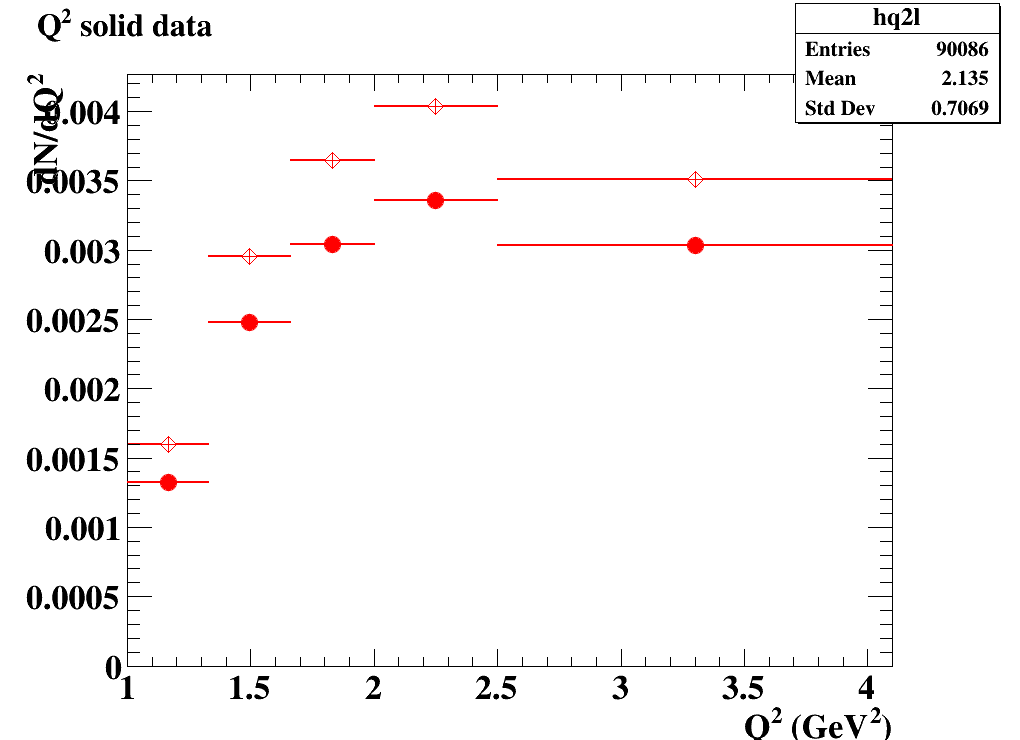 Q² solid data
hq2l
Entries 90086
Mean 2.135
Std Dev 0.7069
dN/dQ²
0.004
0.0035
0.003
0.0025
0.002
0.0015
0.001
0.0005
0
1 1.5 2 2.5 3 3.5 4
Q² (GeV²)